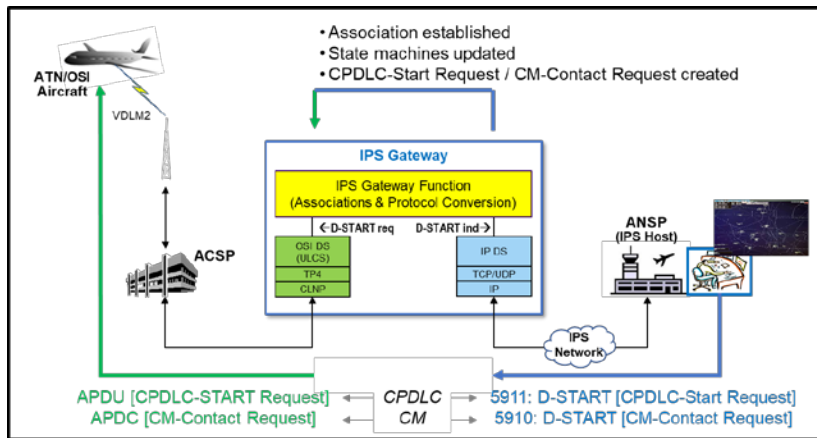 • Association established
• State machines updated
• CPDLC-Start Request / CM-Contact Request created
ATN/OSI
Aircraft
VDLM2
IPS Gateway
IPS Gateway Function
(Associations & Protocol Conversion)
←D-START req
D-START ind→
OSI DS
(ULCS)
TP4
CLNP
IP DS
TCP/UDP
IP
ACSP
ANSP
(IPS Host)
IPS
Network
APDU [CPDLC-START Request]
CPDLC
5911: D-START [CPDLC-Start Request]
APDC [CM-Contact Request]
CM
5910: D-START [CM-Contact Request]